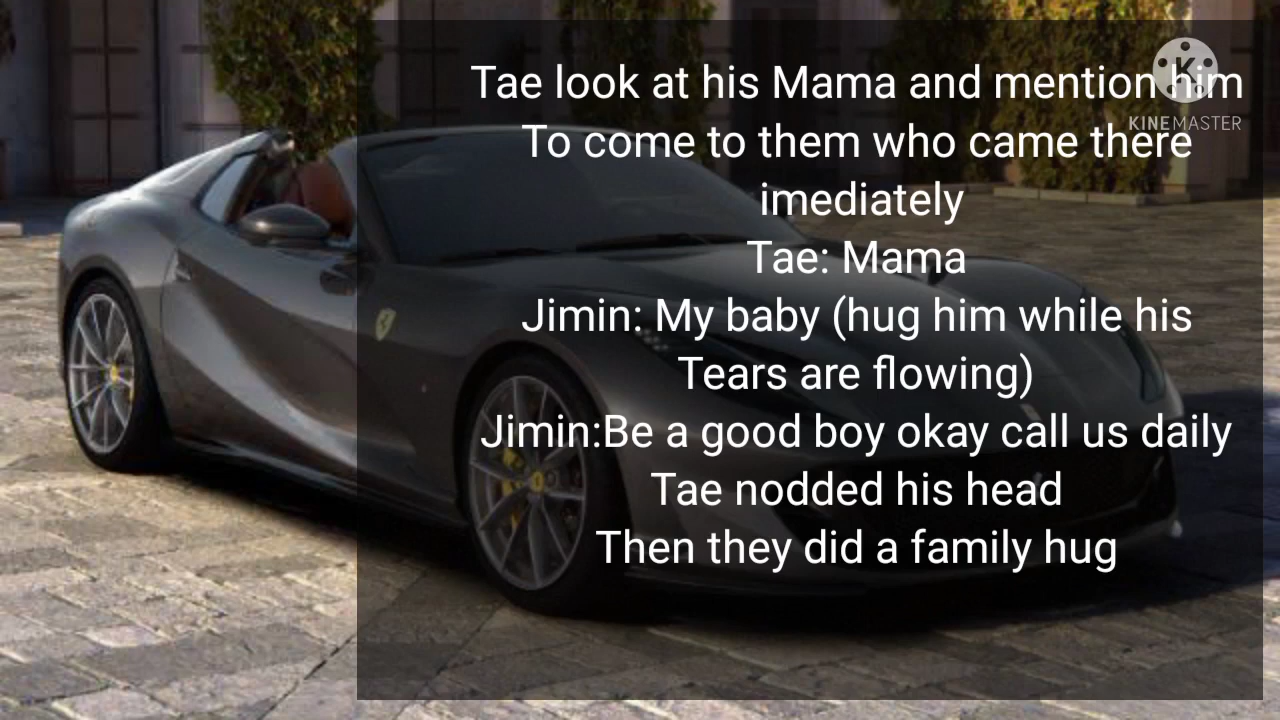 Tae look at his Mama and mention him
To come to them who came there
imediately
Tae: Mama
Jimin: My baby (hug him while his
Tears are flowing)
Jimin:Be a good boy okay call us daily
Tae nodded his head
Then they did a family hug
K
KINEMASTER